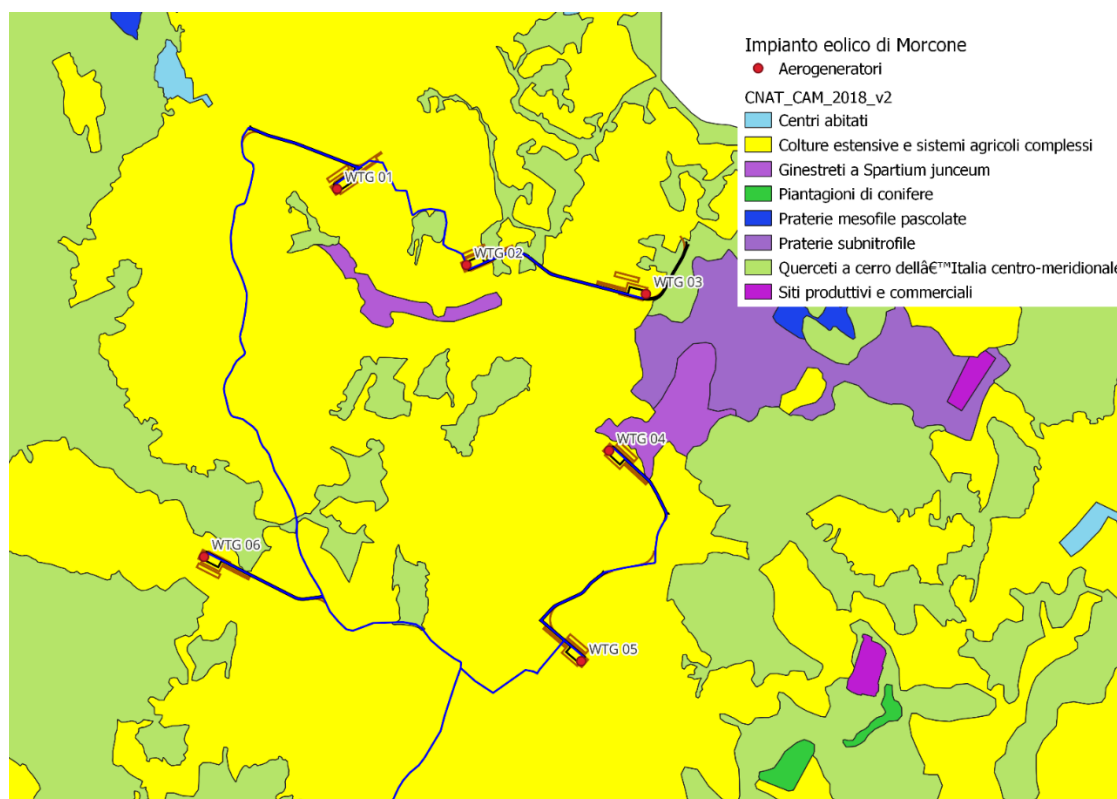 Impianto eolico di Morcone
Aerogeneratori
CNAT_CAM_2018_v2
Centri abitati
Colture estensive e sistemi agricoli complessi
Ginestreti a Spartium junceum
Piantagioni di conifere
Praterie mesofile pascolate
Praterie subnitrofile
Querceti a cerro dellâ€™Italia centro-meridionale
Siti produttivi e commerciali
WTG 01
WTG 02
WTG 03
WTG 04
WTG 06
WTG 05